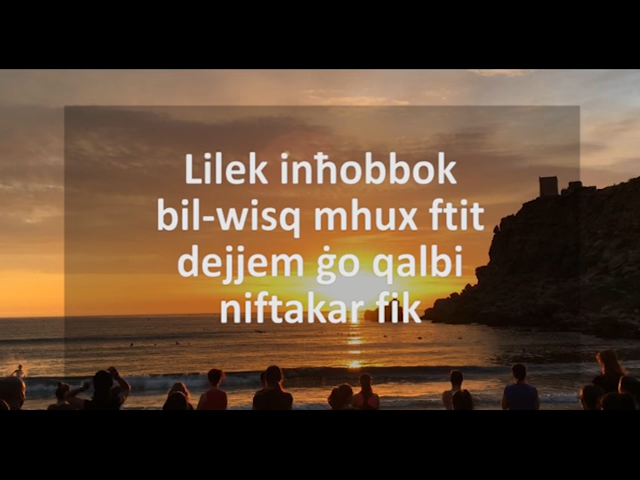 Lilek inħobbok
bil-wisq mhux ftit
dejjem ġo qalbi
niftakar fik